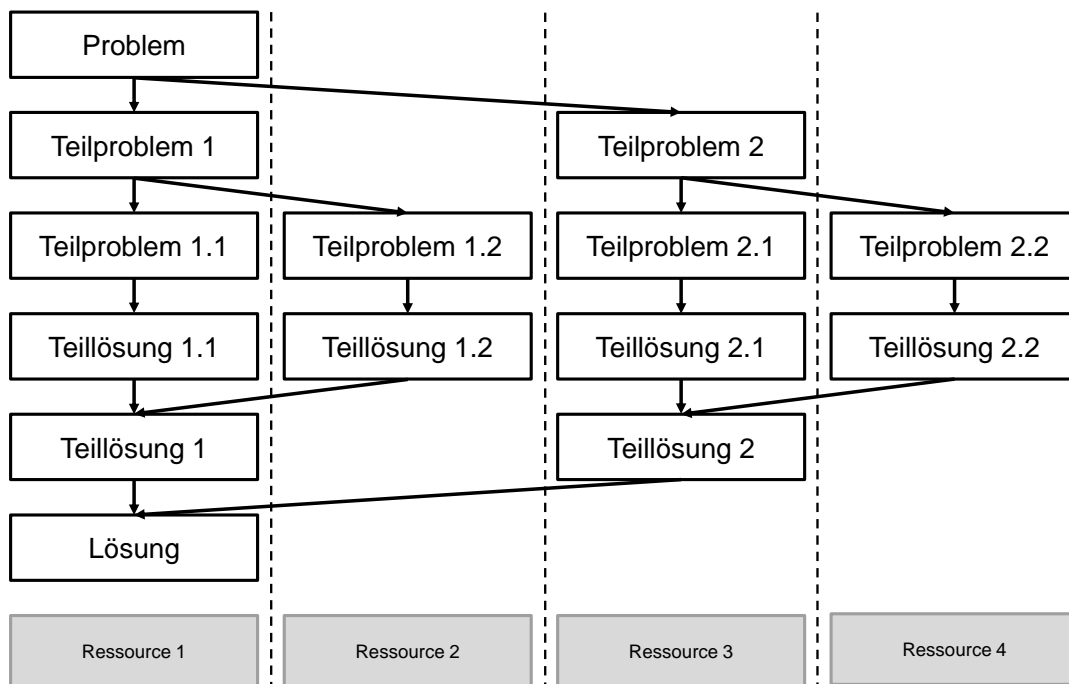 Problem
Teilproblem 1
Teilproblem 2
Teilproblem 1.1
Teilproblem 1.2
Teilproblem 2.1
Teilproblem 2.2
Teillösung 1.1
Teillösung 1.2
Teillösung 2.1
Teillösung 2.2
Teillösung 1
Teillösung 2
Lösung
Ressource 1
Ressource 2
Ressource 3
Ressource 4